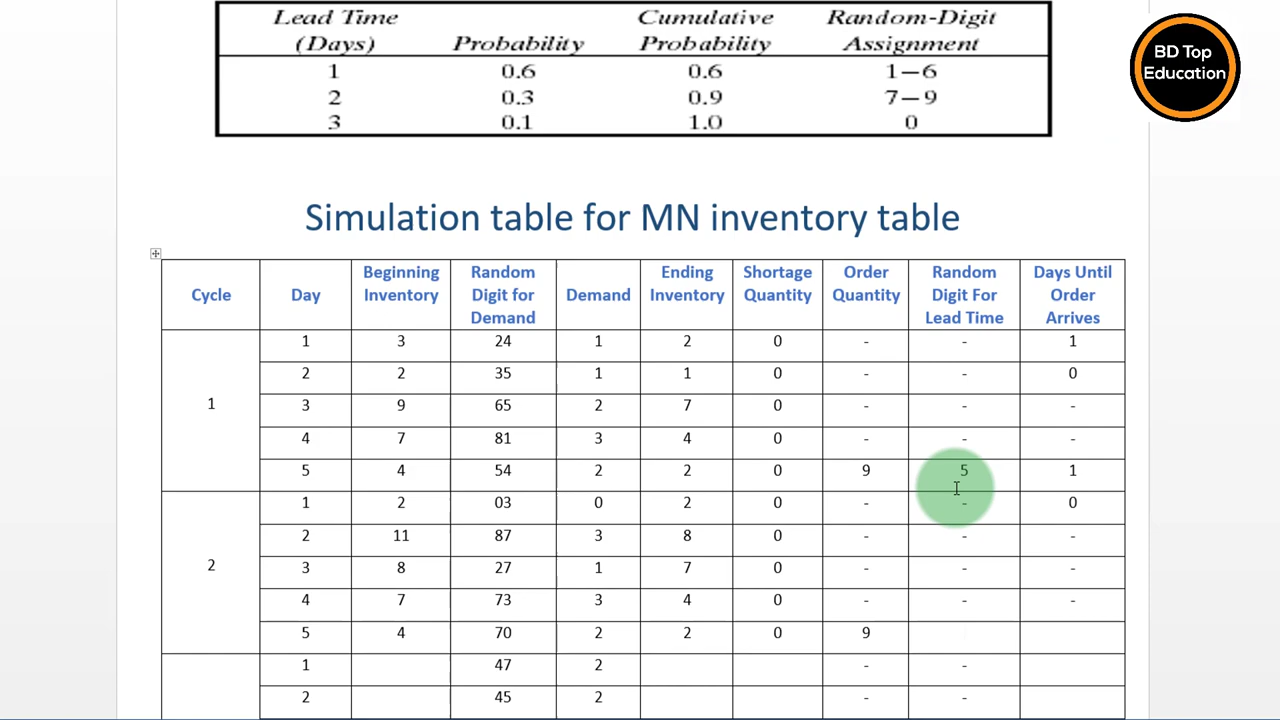 Lead Time (Days) Probability Cumulative Probability Random-Digit Assignment
1 0.6 0.6 1–6
2 0.3 0.9 7–9
3 0.1 1.0 0
BD Top
Education
Simulation table for MN inventory table
Cycle Day Beginning Inventory Random Digit for Demand Demand Ending Inventory Shortage Quantity Order Quantity Random Digit For Lead Time Days Until Order Arrives
1
1 3 24 1 2 0 - - 1
2 2 35 1 1 0 - - 0
3 9 65 2 7 0 - - -
4 7 81 3 4 0 - - -
5 4 54 2 2 0 9 5 1
2
1 2 03 0 2 0 - - 0
2 11 87 3 8 0 - - -
3 8 27 1 7 0 - - -
4 7 73 3 4 0 - - -
5 4 70 2 2 0 9
1 47 2 - -
2 45 2 - -